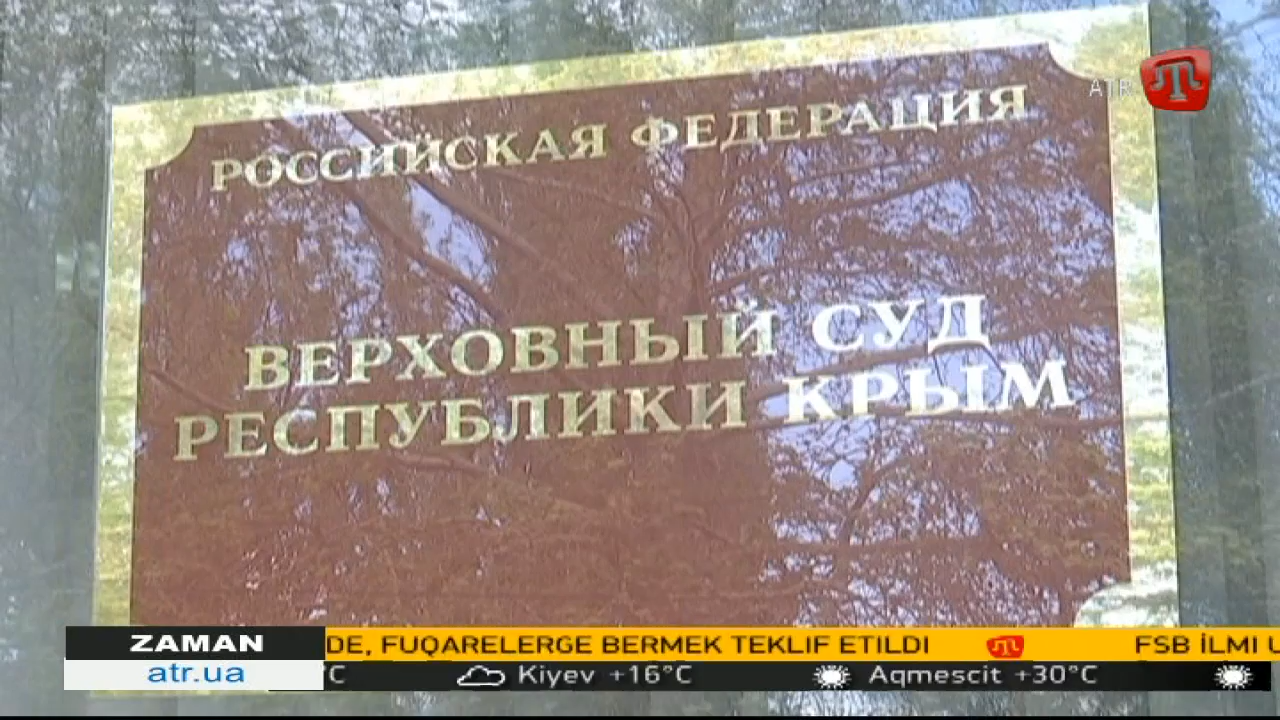 ATR
РОССИЙСКАЯ ФЕДЕРАЦИЯ
ВЕРХОВНЫЙ СУД
РЕСПУБЛИКИ КРЫМ
ZAMAN
DE, FUQARELERGE BERMEK TEKLIF ETILDI
FSB İLMI
atr.ua
°C
Kiyev +16°C
Aqmescit +30°C